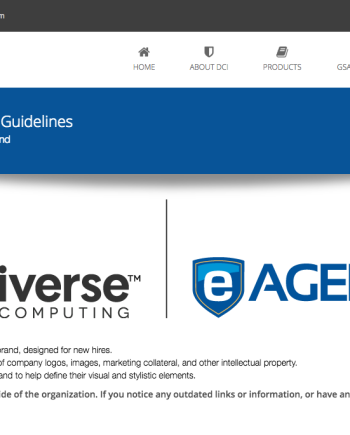 m
HOME
ABOUT DCI
PRODUCTS
GSA
Guidelines
nd
iverse™
COMPUTING
e AGE
brand, designed for new hires.
of company logos, images, marketing collateral, and other intellectual property.
and to help define their visual and stylistic elements.
ide of the organization. If you notice any outdated links or information, or have an